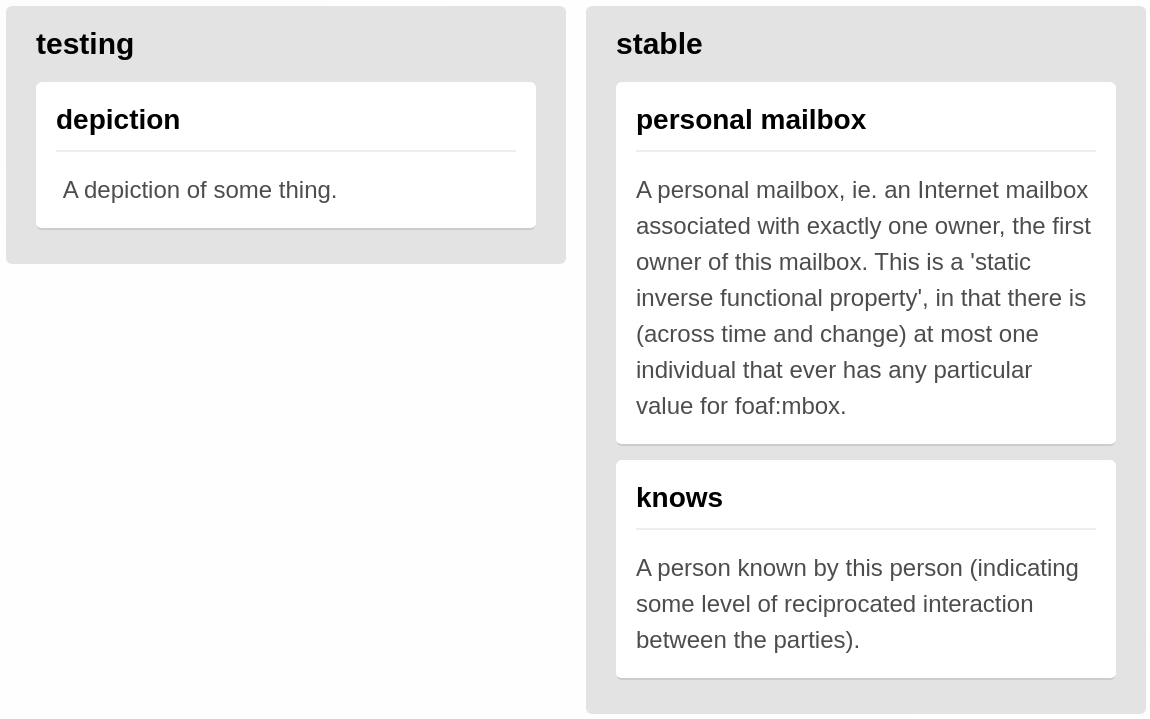 testing
depiction
A depiction of some thing.
stable
personal mailbox
A personal mailbox, ie. an Internet mailbox
associated with exactly one owner, the first
owner of this mailbox. This is a 'static
inverse functional property', in that there is
(across time and change) at most one
individual that ever has any particular
value for foaf:mbox.
knows
A person known by this person (indicating
some level of reciprocated interaction
between the parties).